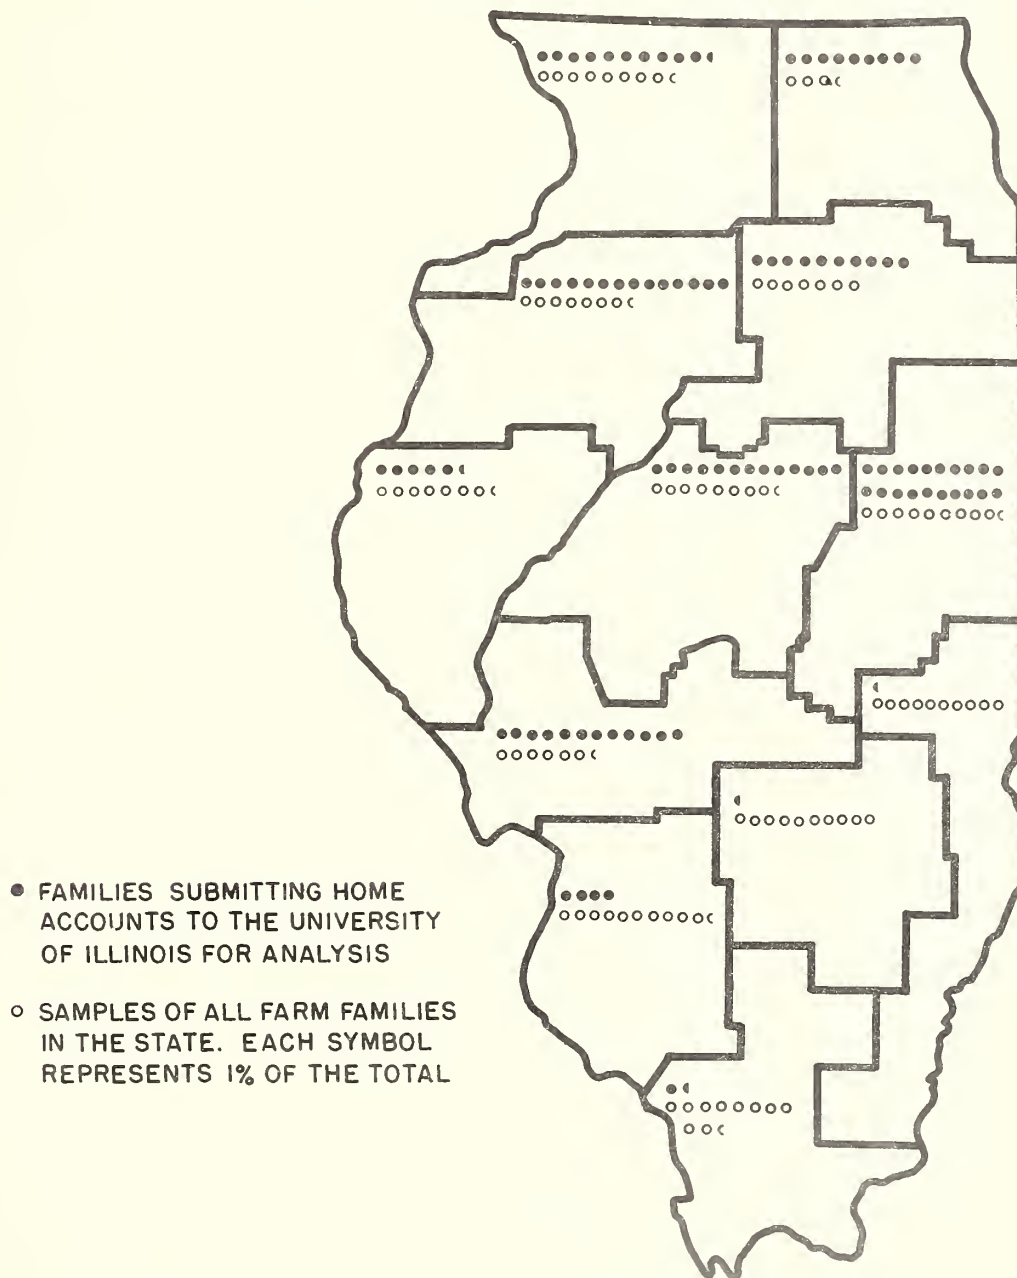 FAMILIES SUBMITTING HOME
ACCOUNTS TO THE UNIVERSITY
OF ILLINOIS FOR ANALYSIS
SAMPLES OF ALL FARM FAMILIES
IN THE STATE. EACH SYMBOL
REPRESENTS 1% OF THE TOTAL